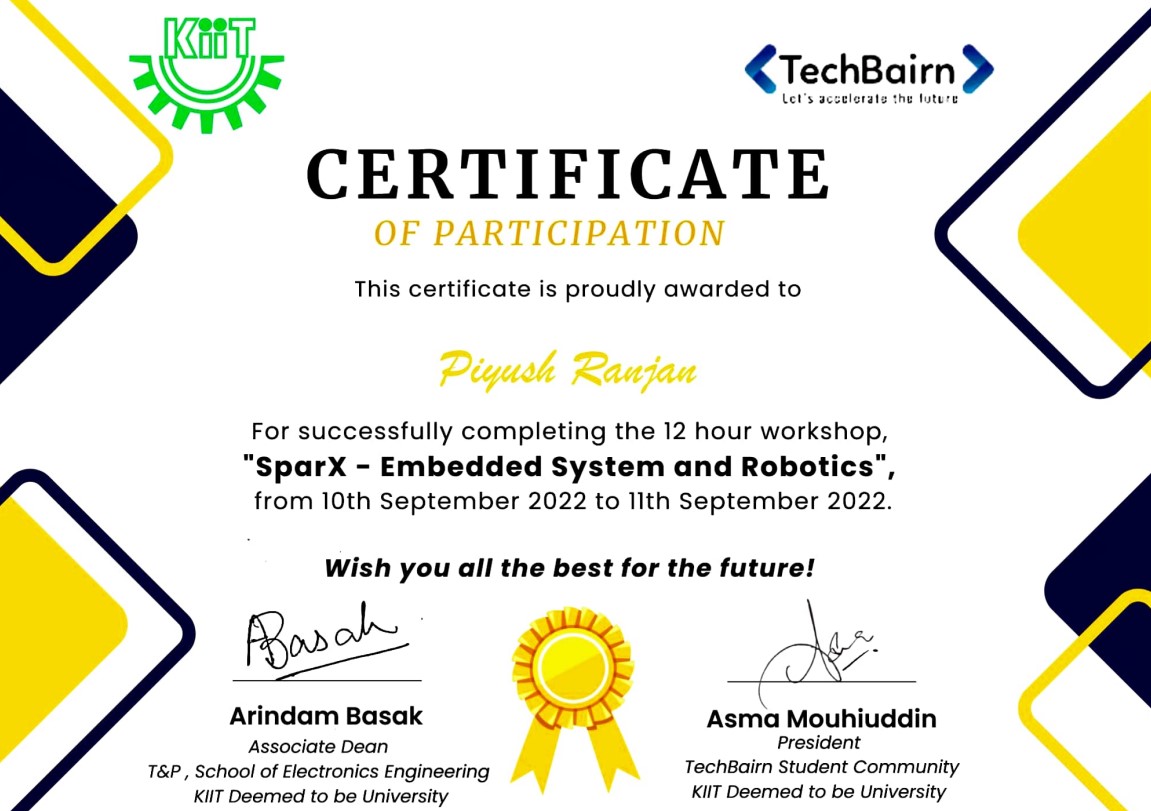 KiiT
TechBairn
Let's accelerate the future
CERTIFICATE
OF PARTICIPATION
This certificate is proudly awarded to
Piyush Ranjan
For successfully completing the 12 hour workshop,
"SparX - Embedded System and Robotics",
from 10th September 2022 to 11th September 2022.
Wish you all the best for the future!
ABasak
Arindam Basak
Associate Dean
T&P , School of Electronics Engineering
KIIT Deemed to be University
Asma Mouhiuddin
President
TechBairn Student Community
KIIT Deemed to be University